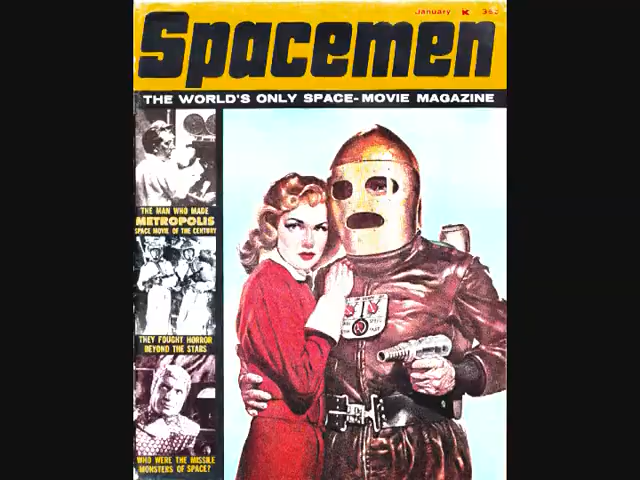 January K 35¢
Spacemen
THE WORLD'S ONLY SPACE-MOVIE MAGAZINE
THE MAN WHO MADE
METROPOLIS
SPACE MOVIE OF THE CENTURY
THEY FOUGHT HORROR
BEYOND THE STARS
WHO WERE THE MISSILE
MONSTERS OF SPACE?